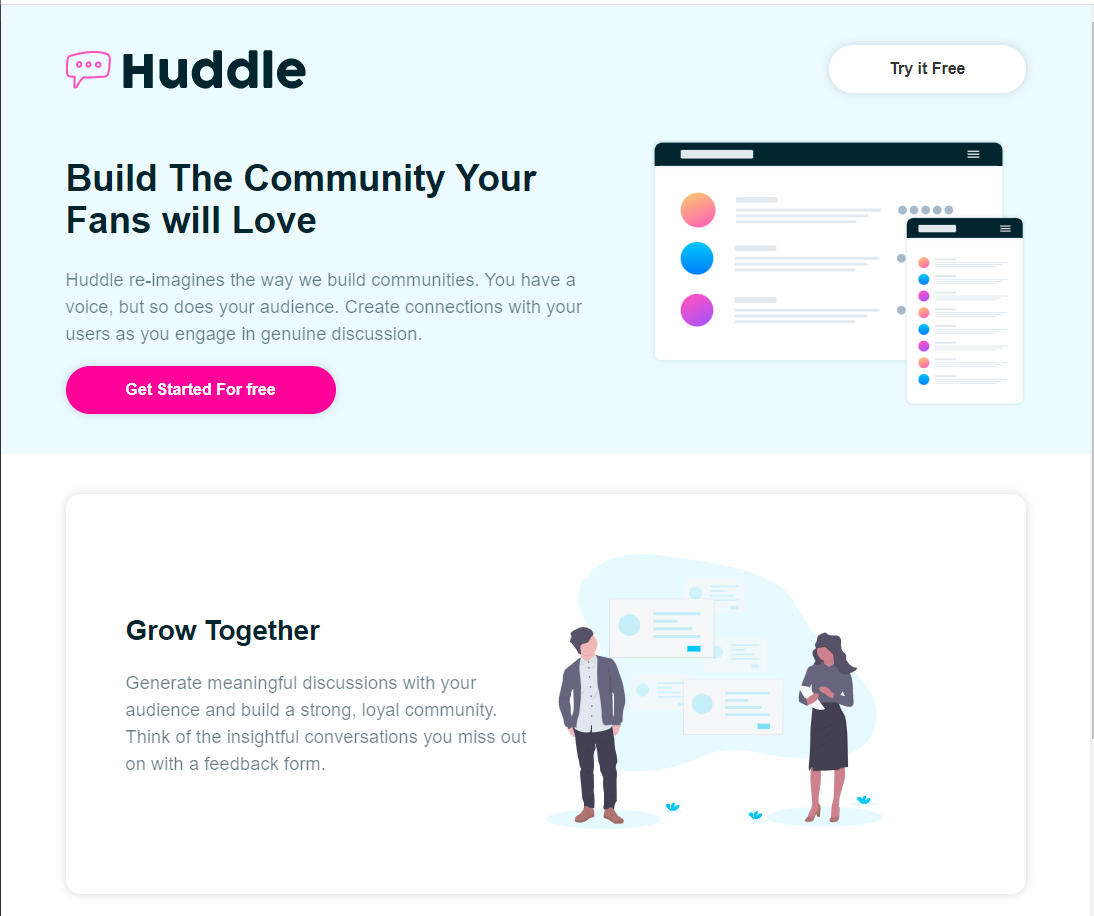 Huddle
Try it Free
Build The Community Your
Fans will Love
Huddle re-imagines the way we build communities. You have a
voice, but so does your audience. Create connections with your
users as you engage in genuine discussion.
Get Started For free
Grow Together
Generate meaningful discussions with your
audience and build a strong, loyal community.
Think of the insightful conversations you miss out
on with a feedback form.